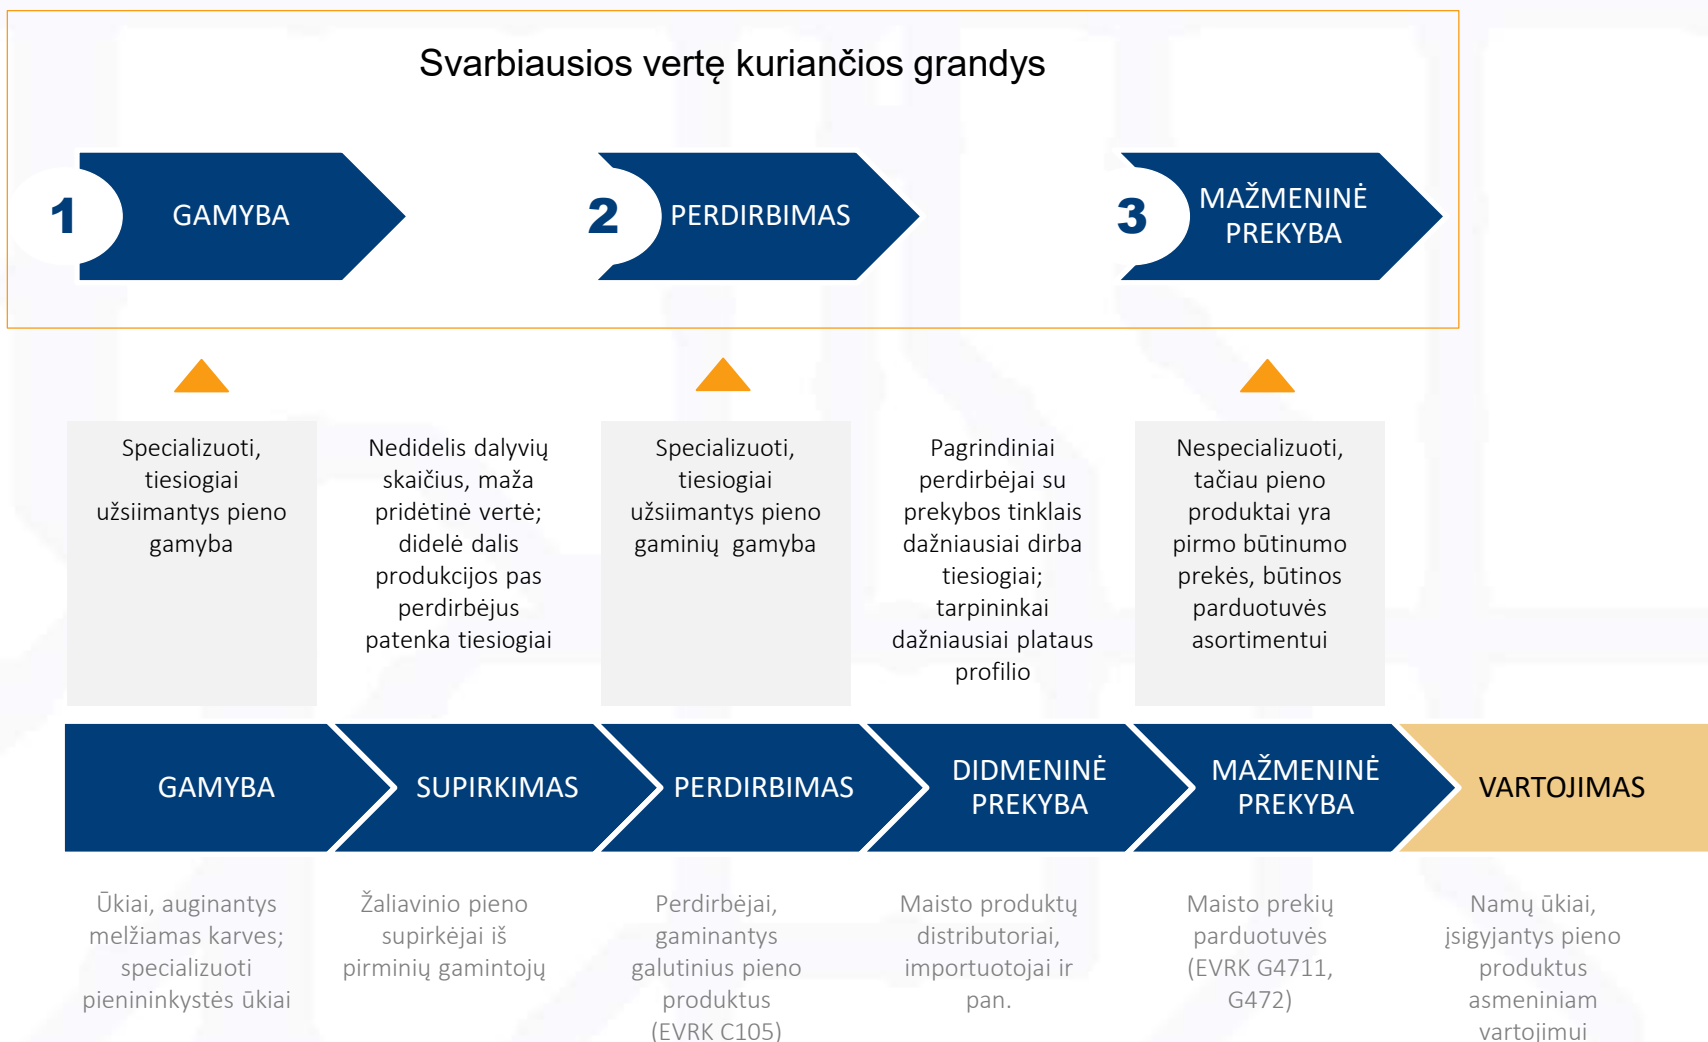 Svarbiausios vertę kuriančios grandys
1
GAMYBA
2
PERDIRBIMAS
3
MAŽMENINĖ
PREKYBA
Specializuoti,
tiesiogiai
užsiimantys pieno
gamyba
Nedidelis dalyvių
skaičius, maža
pridėtinė vertė;
didelė dalis
produkcijos pas
perdirbėjus
patenka tiesiogiai
Specializuoti,
tiesiogiai
užsiimantys pieno
gaminių gamyba
Pagrindiniai
perdirbėjai su
prekybos tinklais
dažniausiai dirba
tiesiogiai;
tarpininkai
dažniausiai plataus
profilio
Nespecializuoti,
tačiau pieno
produktai yra
pirmo būtinumo
prekės, būtinos
parduotuvės
asortimentui
GAMYBA
SUPIRKIMAS
PERDIRBIMAS
DIDMENINĖ
PREKYBA
MAŽMENINĖ
PREKYBA
VARTOJIMAS
Ūkiai, auginantys
melžiamas karves;
specializuoti
pienininkystės ūkiai
Žaliavinio pieno
supirkėjai iš
pirminių gamintojų
Perdirbėjai,
gaminantys
galutinius pieno
produktus
(EVRK C105)
Maisto produktų
distributoriai,
importuotojai ir
pan.
Maisto prekių
parduotuvės
(EVRK G4711,
G472)
Namų ūkiai,
įsigyjantys pieno
produktus
asmeniniam
vartojimui